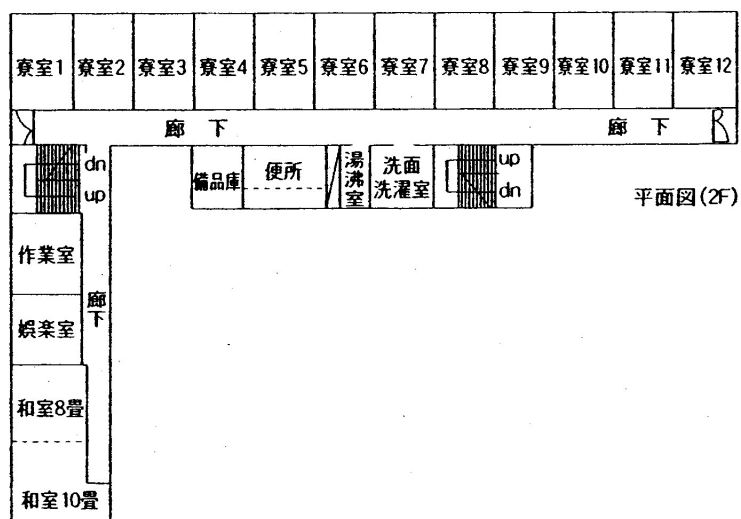 寮室1 寮室2 寮室3 寮室4 寮室5 寮室6 寮室7 寮室8 寮室9 寮室10 寮室11 寮室12
廊 下 廊 下
dn
up
備品庫
便所
湯沸室
洗面
洗濯室
up
dn
平面図(2F)
作業室
廊下
娯楽室
和室8畳
和室10畳